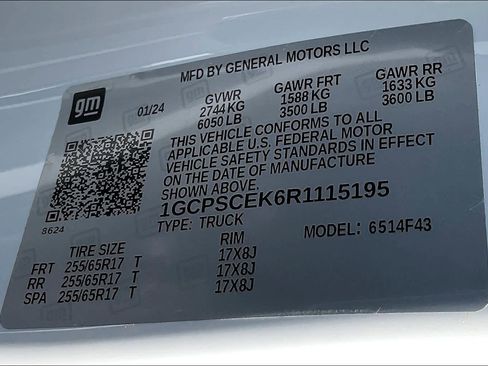 MFD BY GENERAL MOTORS LLC
gm
01/24
GVWR GAWR FRT GAWR RR
2744 KG 1588 KG 1633 KG
6050 LB 3500 LB 3600 LB
THIS VEHICLE CONFORMS TO ALL
APPLICABLE U.S. FEDERAL MOTOR
VEHICLE SAFETY STANDARDS IN EFFECT
ON THE DATE OF MANUFACTURE
SHOWN ABOVE.
1GCPSCEK6R1115195
TYPE: TRUCK MODEL: 6514F43
8624
TIRE SIZE RIM
FRT 255/65R17 T 17X8J
RR 255/65R17 T 17X8J
SPA 255/65R17 T 17X8J